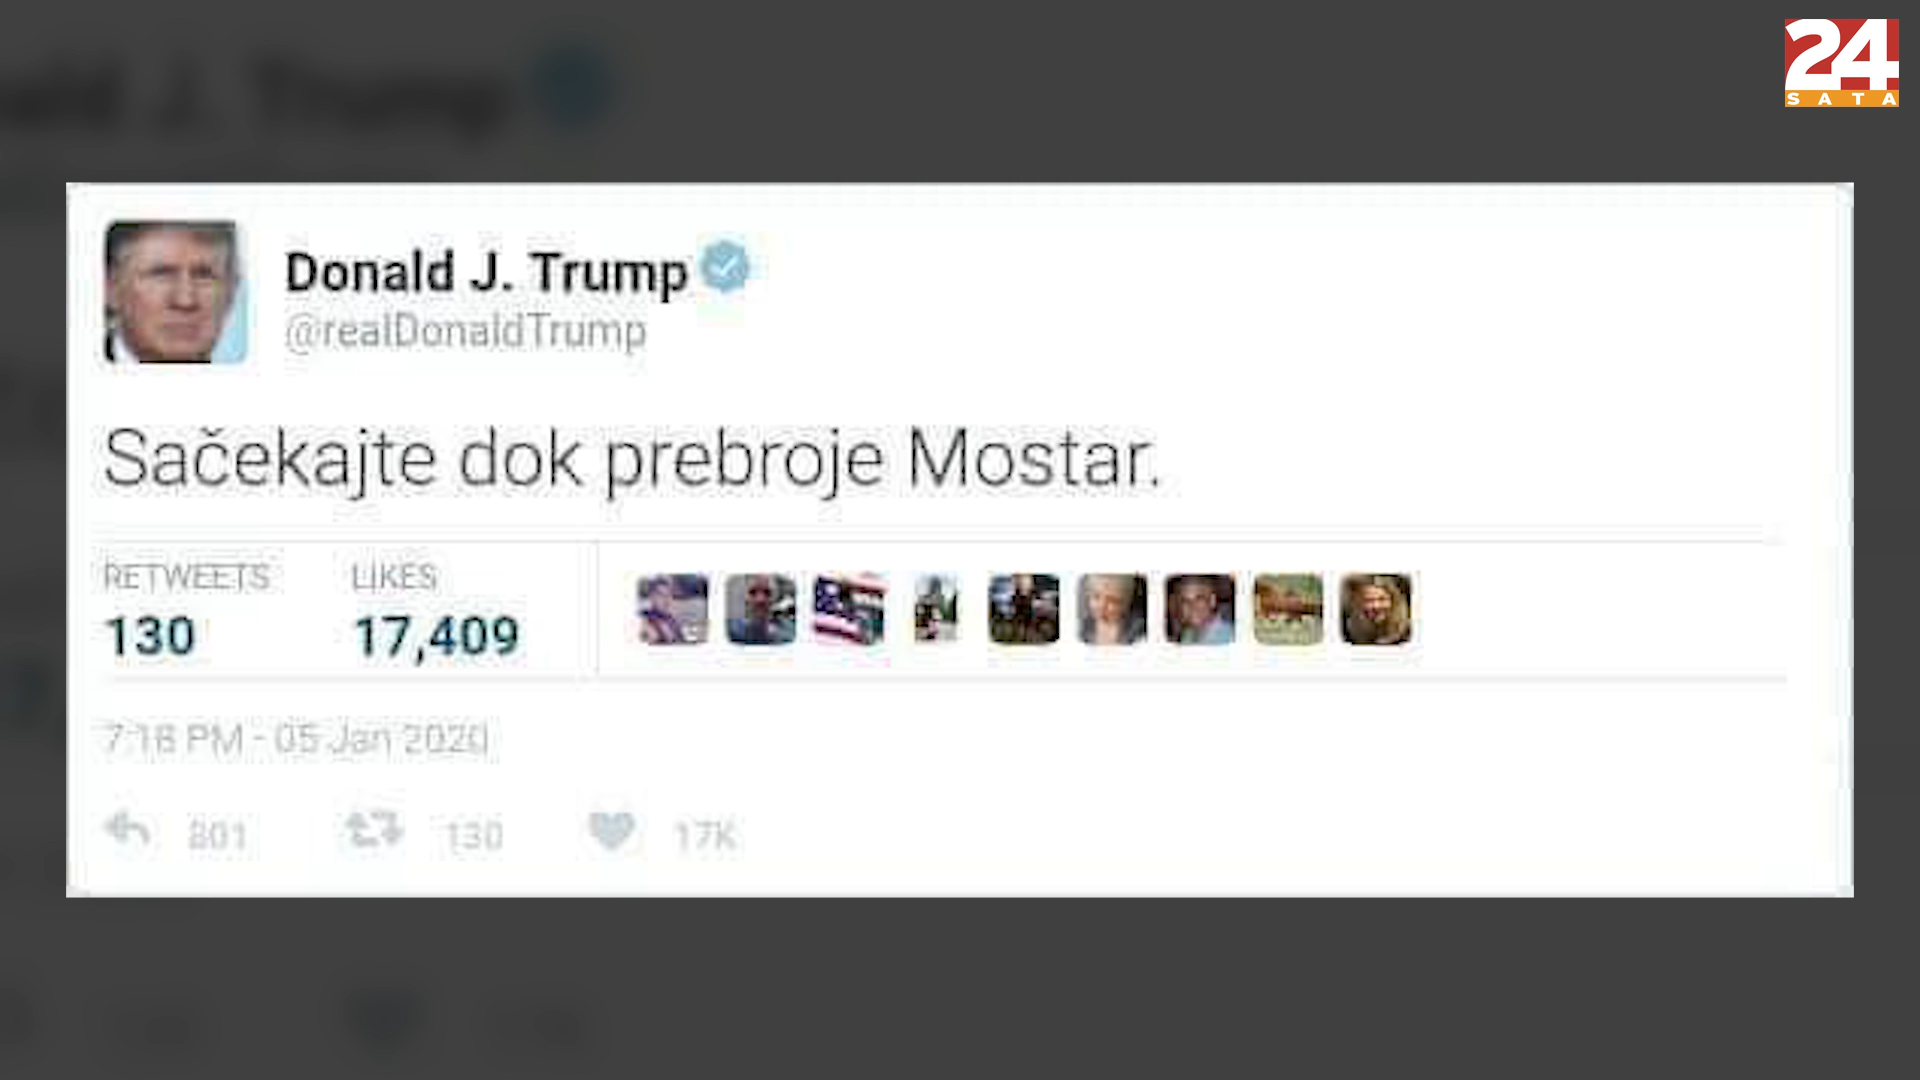 24
SATA
Donald J. Trump
@realDonaldTrump
Sačekajte dok prebroje Mostar.
RETWEETS LIKES
130 17,409
7:18 PM - 05 Jan 2020
801 130 17K